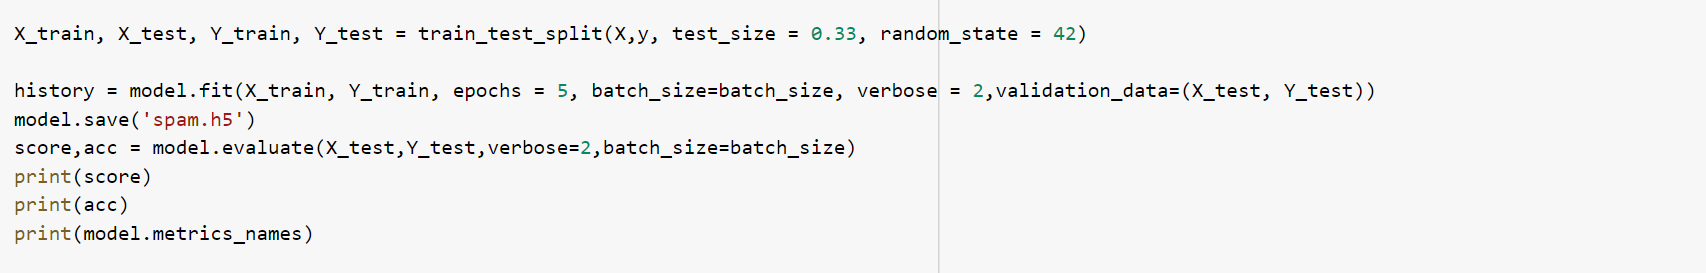 X_train, X_test, Y_train, Y_test = train_test_split(X,y, test_size = 0.33, random_state = 42)
history = model.fit(X_train, Y_train, epochs = 5, batch_size=batch_size, verbose = 2,validation_data=(X_test, Y_test))
model.save('spam.h5')
score,acc = model.evaluate(X_test,Y_test,verbose=2,batch_size=batch_size)
print(score)
print(acc)
print(model.metrics_names)